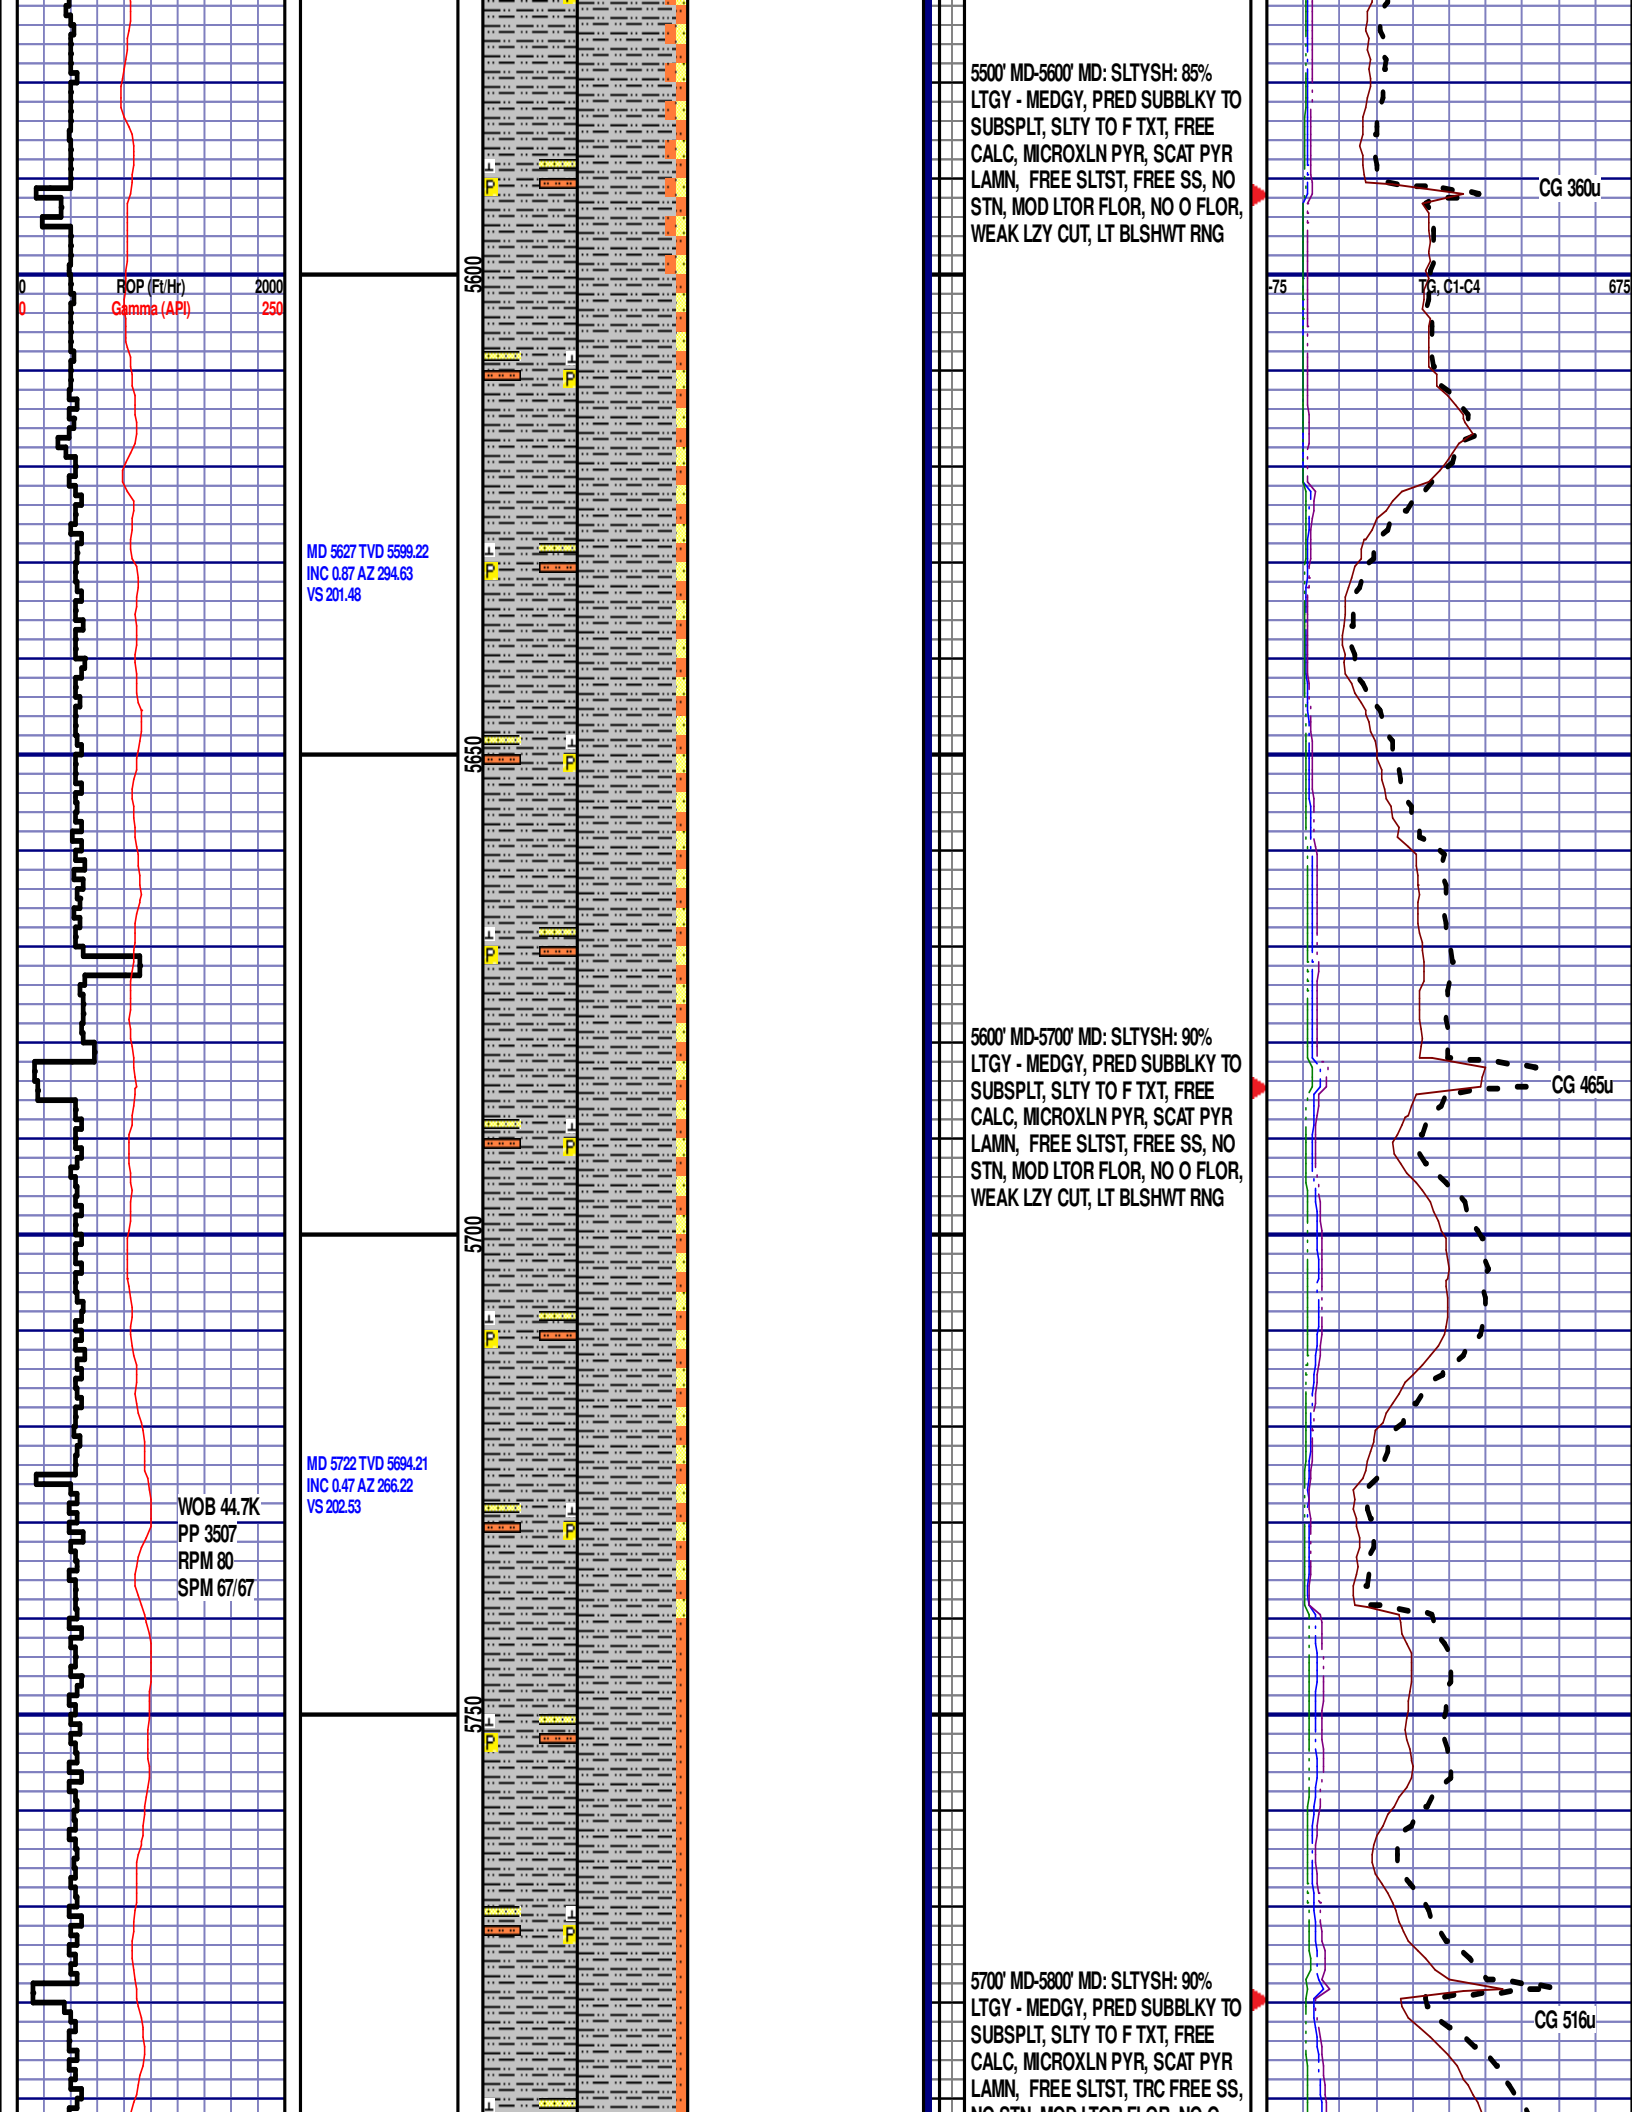 5500' MD-5600' MD: SLTYSH: 85%
LTGY - MEDGY, PRED SUBBLKY TO
SUBSPLT, SLTY TO F TXT, FREE
CALC, MICROXLN PYR, SCAT PYR
LAMN, FREE SLTST, FREE SS, NO
STN, MOD LTOR FLOR, NO O FLOR,
WEAK LZY CUT, LT BLSHWT RNG
P
CG 360u
5600
0 ROP (Ft/Hr) 2000
0 Gamma (API) 250
-75 TG, C1-C4 675
P
MD 5627 TVD 5599.22
INC 0.87 AZ 294.63
VS 201.48
P
5650
P
P
5600' MD-5700' MD: SLTYSH: 90%
LTGY - MEDGY, PRED SUBBLKY TO
SUBSPLT, SLTY TO F TXT, FREE
CALC, MICROXLN PYR, SCAT PYR
LAMN, FREE SLTST, FREE SS, NO
STN, MOD LTOR FLOR, NO O FLOR,
WEAK LZY CUT, LT BLSHWT RNG
CG 465u
P
5700
P
MD 5722 TVD 5694.21
INC 0.47 AZ 266.22
VS 202.53
WOB 44.7K
PP 3507
RPM 80
SPM 67/67
P
5750
P
P
5700' MD-5800' MD: SLTYSH: 90%
LTGY - MEDGY, PRED SUBBLKY TO
SUBSPLT, SLTY TO F TXT, FREE
CALC, MICROXLN PYR, SCAT PYR
LAMN, FREE SLTST, TRC FREE SS,
NO STN, MOD LTOR FLOR, NO O
CG 516u